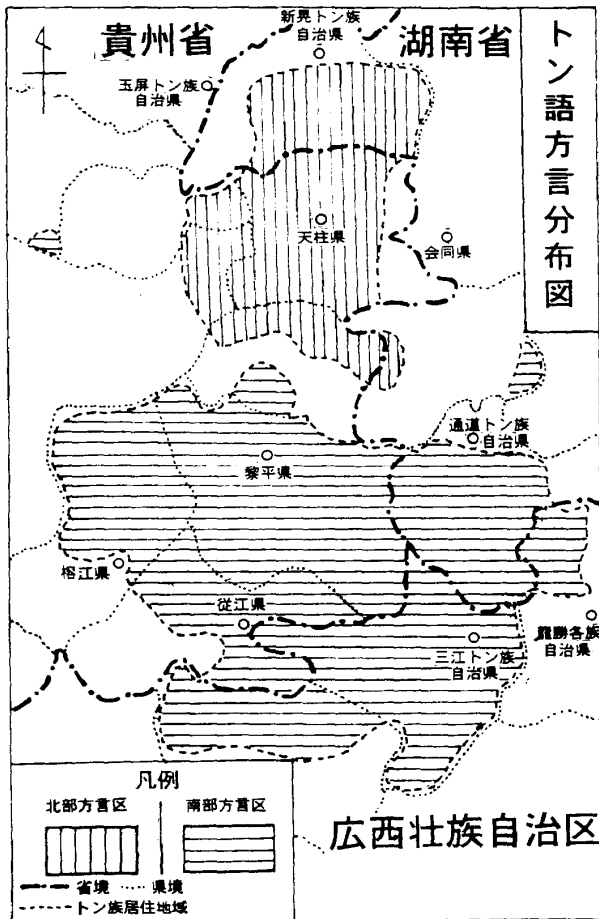 トン語方言分布図
貴州省
湖南省
新晃トン族
自治県
玉屏トン族
自治県
天柱県
会同県
通道トン族
自治県
黎平県
榕江県
従江県
三江トン族
自治県
龍勝各族
自治県
広西壮族自治区
凡例
北部方言区
南部方言区
省境
県境
トン族居住地域